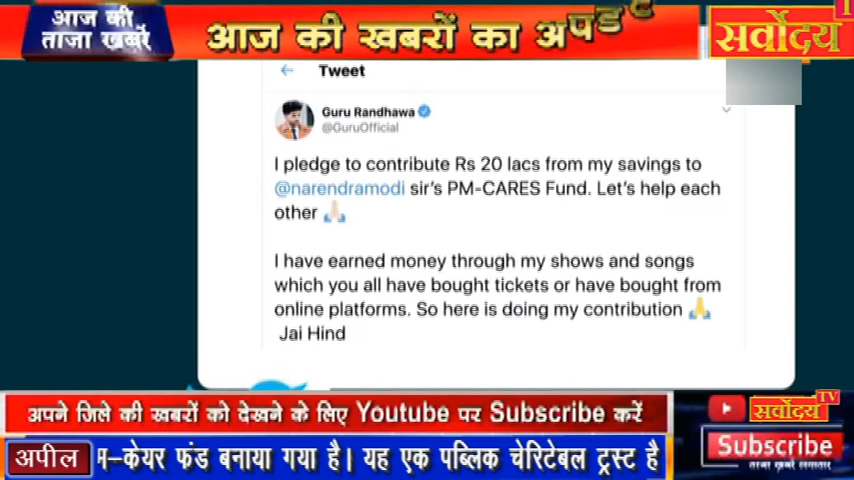 आज की
ताजा खबरें
आज की खबरों का अपडेट
सर्वोदय TV
Tweet
Guru Randhawa
@GuruOfficial
I pledge to contribute Rs 20 lacs from my savings to
@narendramodi sir's PM-CARES Fund. Let's help each
other 🙏🏻
I have earned money through my shows and songs
which you all have bought tickets or have bought from
online platforms. So here is doing my contribution 🙏
Jai Hind
अपने जिले की खबरों को देखने के लिए Youtube पर Subscribe करें
सर्वोदय TV
Subscribe
ताजा ख़बरें लगातार
अपील
म-केयर फंड बनाया गया है। यह एक पब्लिक चेरिटेबल ट्रस्ट है